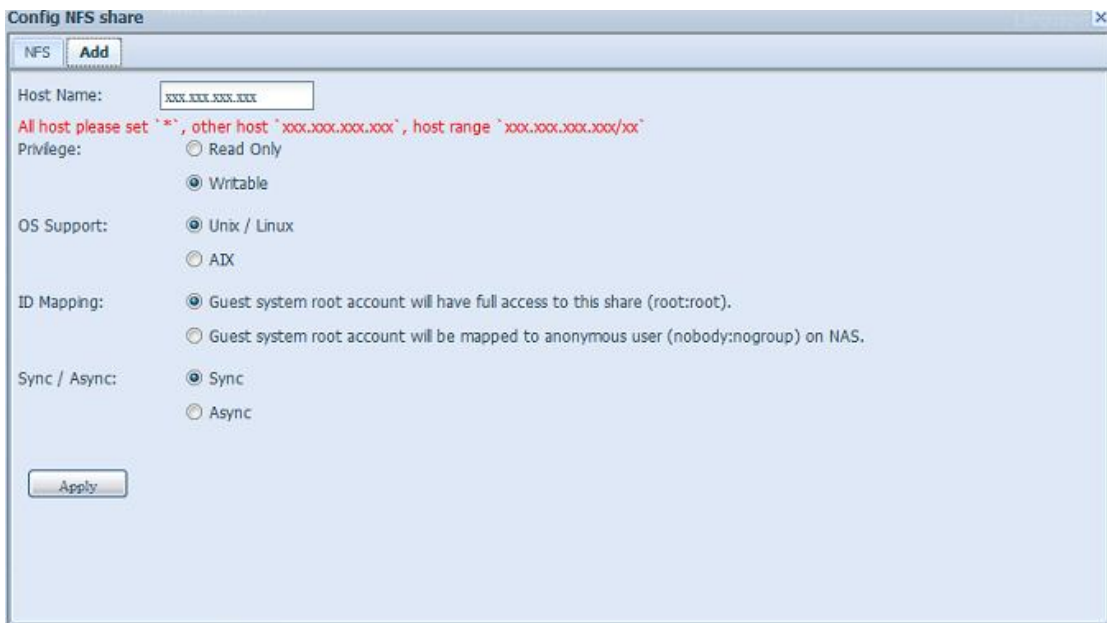 Config NFS share
NFS Add
Host Name: xxx.xxx.xxx.xxx
All host please set `*`, other host `xxx.xxx.xxx.xxx`, host range `xxx.xxx.xxx.xxx/xx`
Privilege: Read Only
Writable
OS Support: Unix / Linux
AIX
ID Mapping: Guest system root account will have full access to this share (root:root).
Guest system root account will be mapped to anonymous user (nobody:nogroup) on NAS.
Sync / Async: Sync
Async
Apply